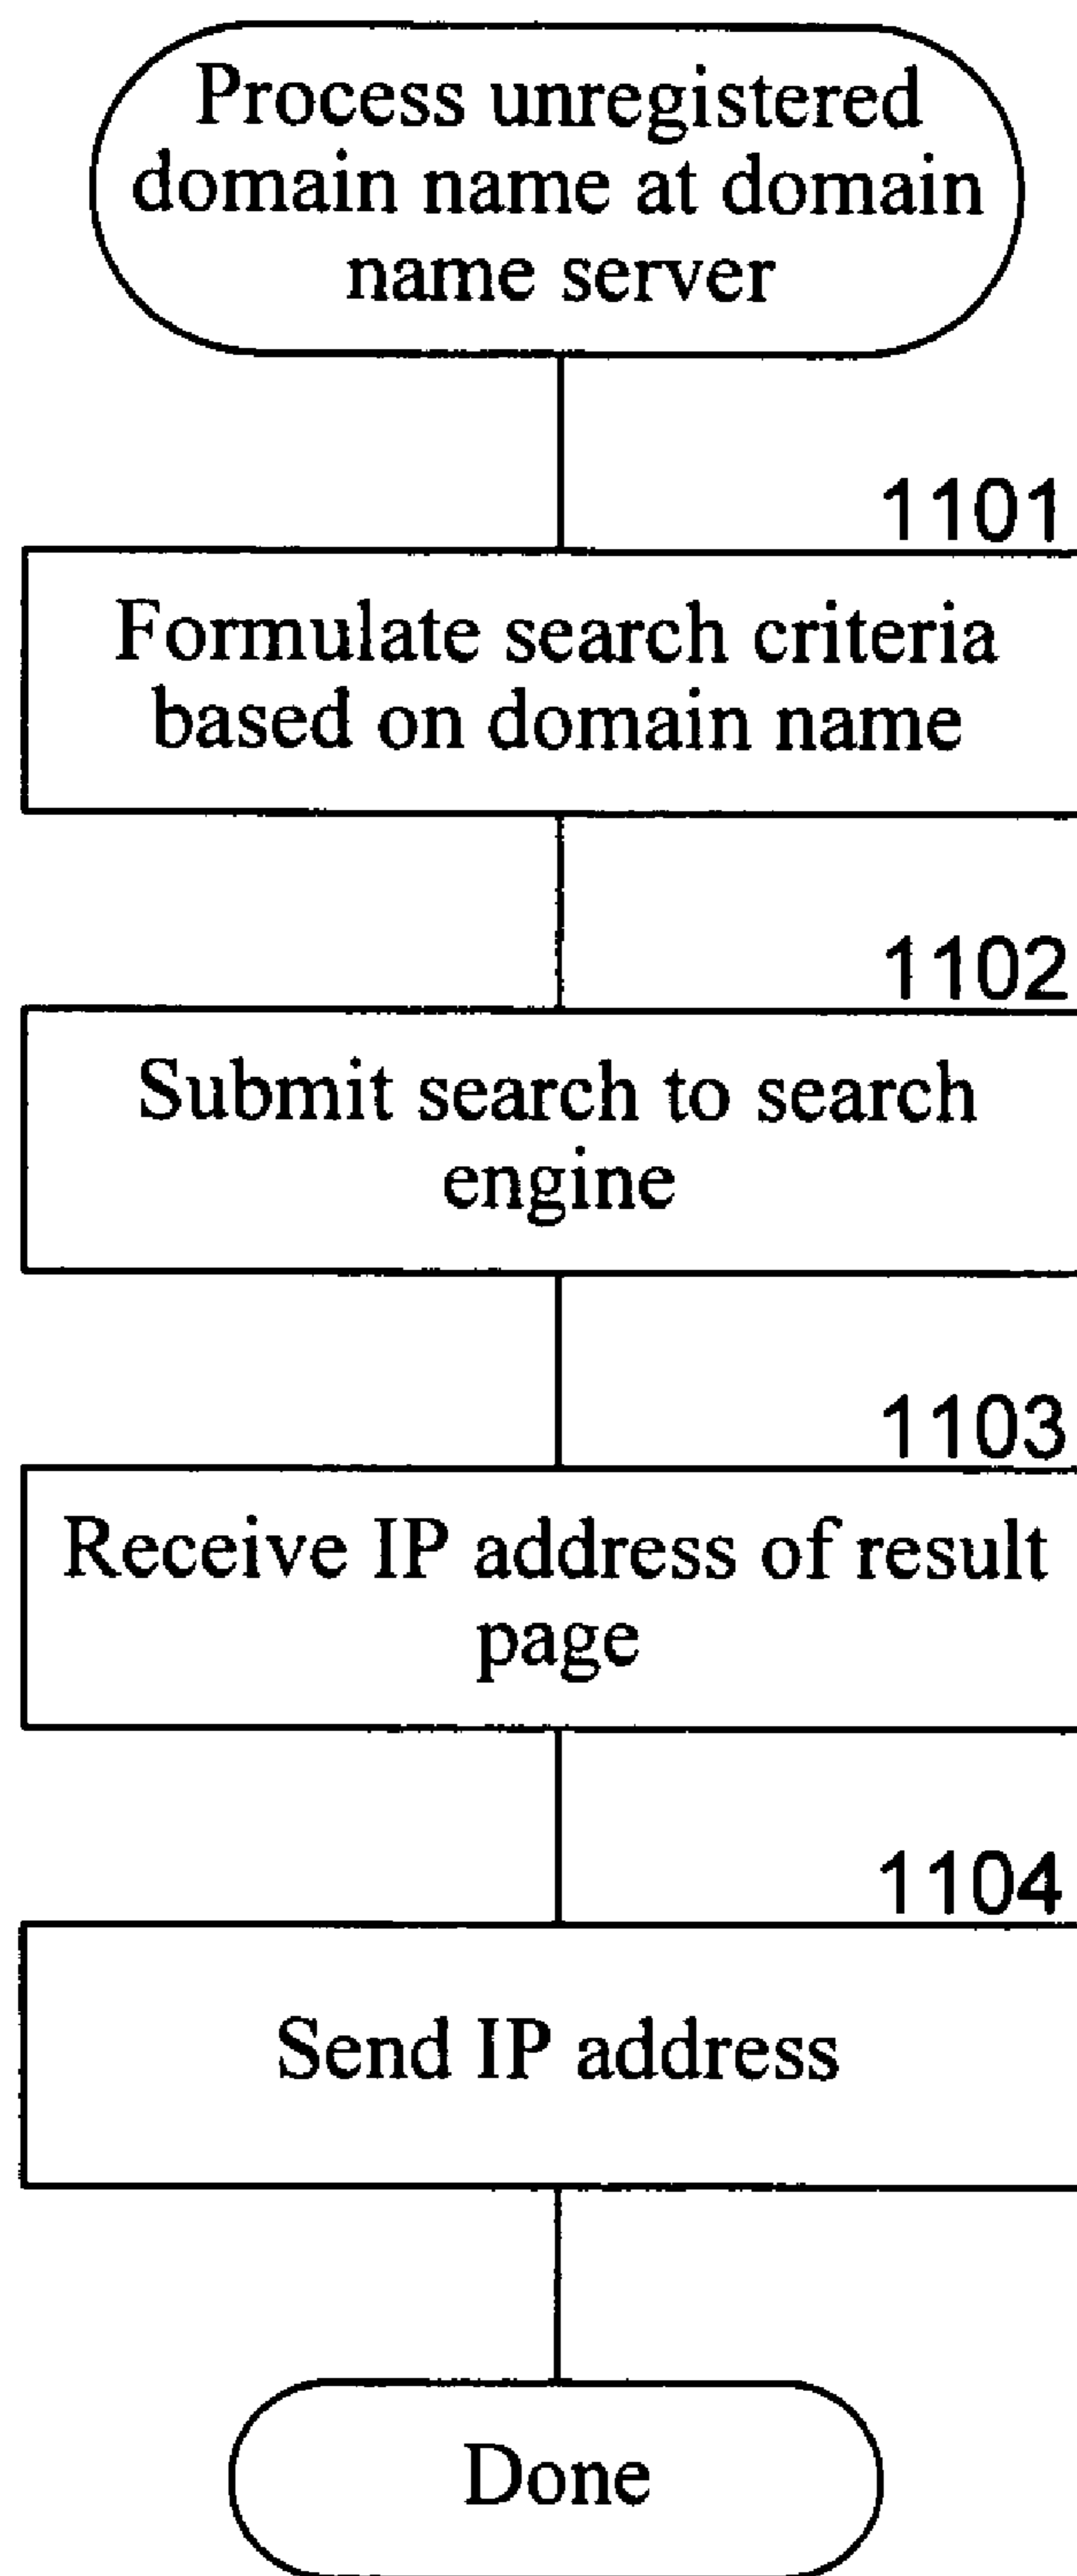 Process unregistered
domain name at domain
name server
1101
Formulate search criteria
based on domain name
1102
Submit search to search
engine
1103
Receive IP address of result
page
1104
Send IP address
Done